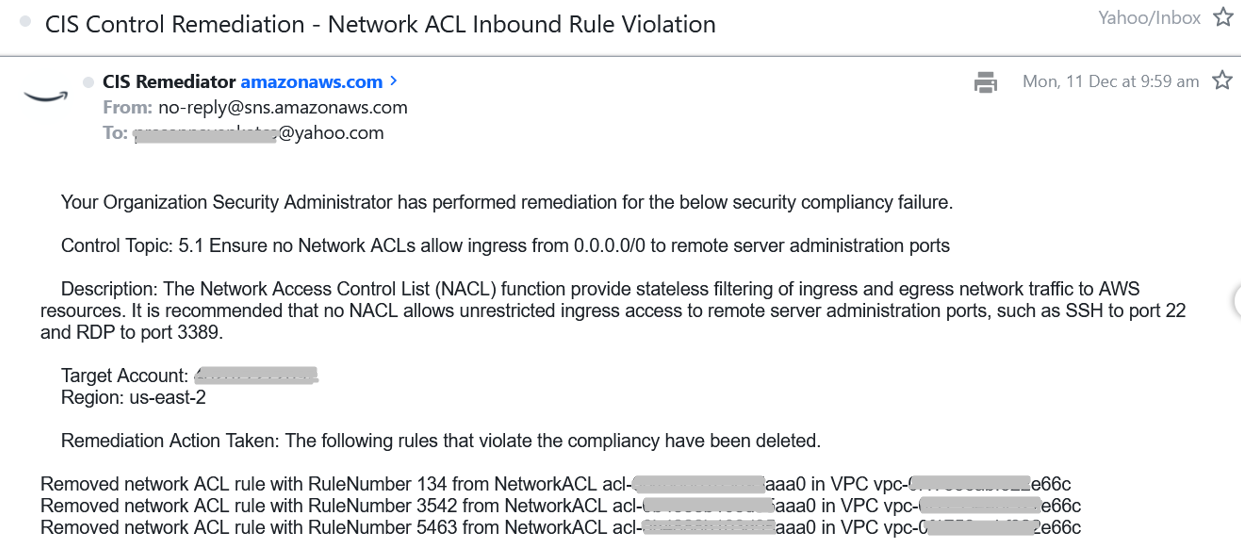 CIS Control Remediation - Network ACL Inbound Rule Violation
Yahoo/Inbox
CIS Remediator amazonaws.com >
Mon, 11 Dec at 9:59 am
From: no-reply@sns.amazonaws.com
To: @yahoo.com
Your Organization Security Administrator has performed remediation for the below security compliancy failure.
Control Topic: 5.1 Ensure no Network ACLs allow ingress from 0.0.0.0/0 to remote server administration ports
Description: The Network Access Control List (NACL) function provide stateless filtering of ingress and egress network traffic to AWS
resources. It is recommended that no NACL allows unrestricted ingress access to remote server administration ports, such as SSH to port 22
and RDP to port 3389.
Target Account:
Region: us-east-2
Remediation Action Taken: The following rules that violate the compliancy have been deleted.
Removed network ACL rule with RuleNumber 134 from NetworkACL acl- aaa0 in VPC vpc- e66c
Removed network ACL rule with RuleNumber 3542 from NetworkACL acl- aaa0 in VPC vpc- e66c
Removed network ACL rule with RuleNumber 5463 from NetworkACL acl- aaa0 in VPC vpc- e66c